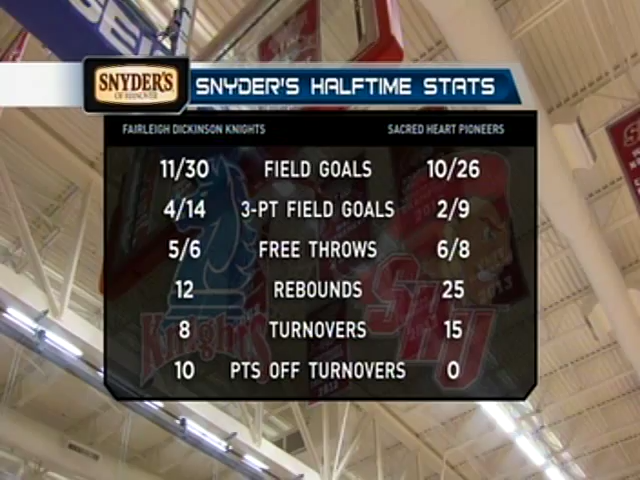 SNYDER'S
OF HANOVER
SNYDER'S HALFTIME STATS
FAIRLEIGH DICKINSON KNIGHTS SACRED HEART PIONEERS
11/30 FIELD GOALS 10/26
4/14 3-PT FIELD GOALS 2/9
5/6 FREE THROWS 6/8
12 REBOUNDS 25
8 TURNOVERS 15
10 PTS OFF TURNOVERS 0
Knights
SHU